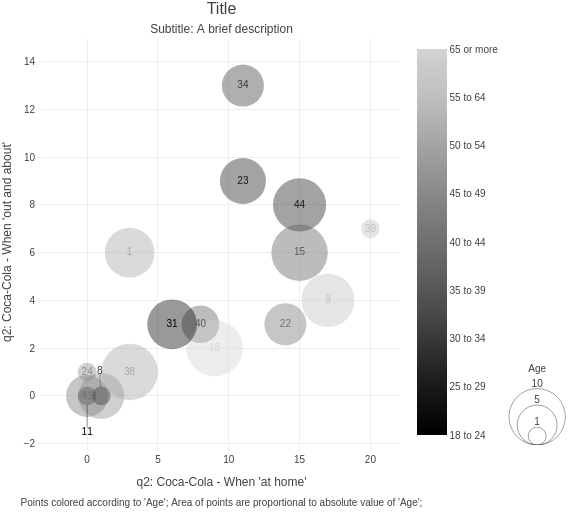 Title
Subtitle: A brief description
q2: Coca-Cola - When 'out and about'
14
12
10
8
6
4
2
0
−2
34
23
44
39
1
15
9
31
40
22
18
24
8
38
11
0
5
10
15
20
q2: Coca-Cola - When 'at home'
65 or more
55 to 64
50 to 54
45 to 49
40 to 44
35 to 39
30 to 34
25 to 29
18 to 24
Age
10
5
1
Points colored according to 'Age'; Area of points are proportional to absolute value of 'Age';